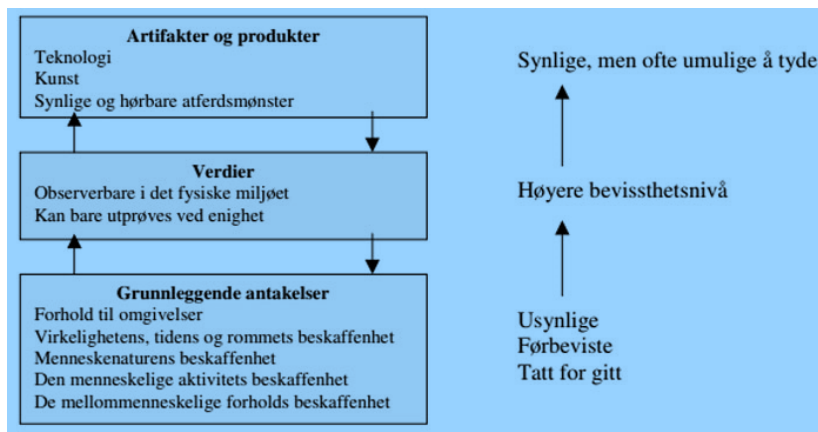 Artifakter og produkter
Teknologi
Kunst
Synlige og hørbare atferdsmønster
Synlige, men ofte umulige å tyde
Verdier
Observerbare i det fysiske miljøet
Kan bare utprøves ved enighet
Høyere bevissthetsnivå
Grunnleggende antakelser
Forhold til omgivelser
Virkelighetens, tidens og rommets beskaffenhet
Menneskenaturens beskaffenhet
Den menneskelige aktivitets beskaffenhet
De mellommenneskelige forholds beskaffenhet
Usynlige
Førbeviste
Tatt for gitt